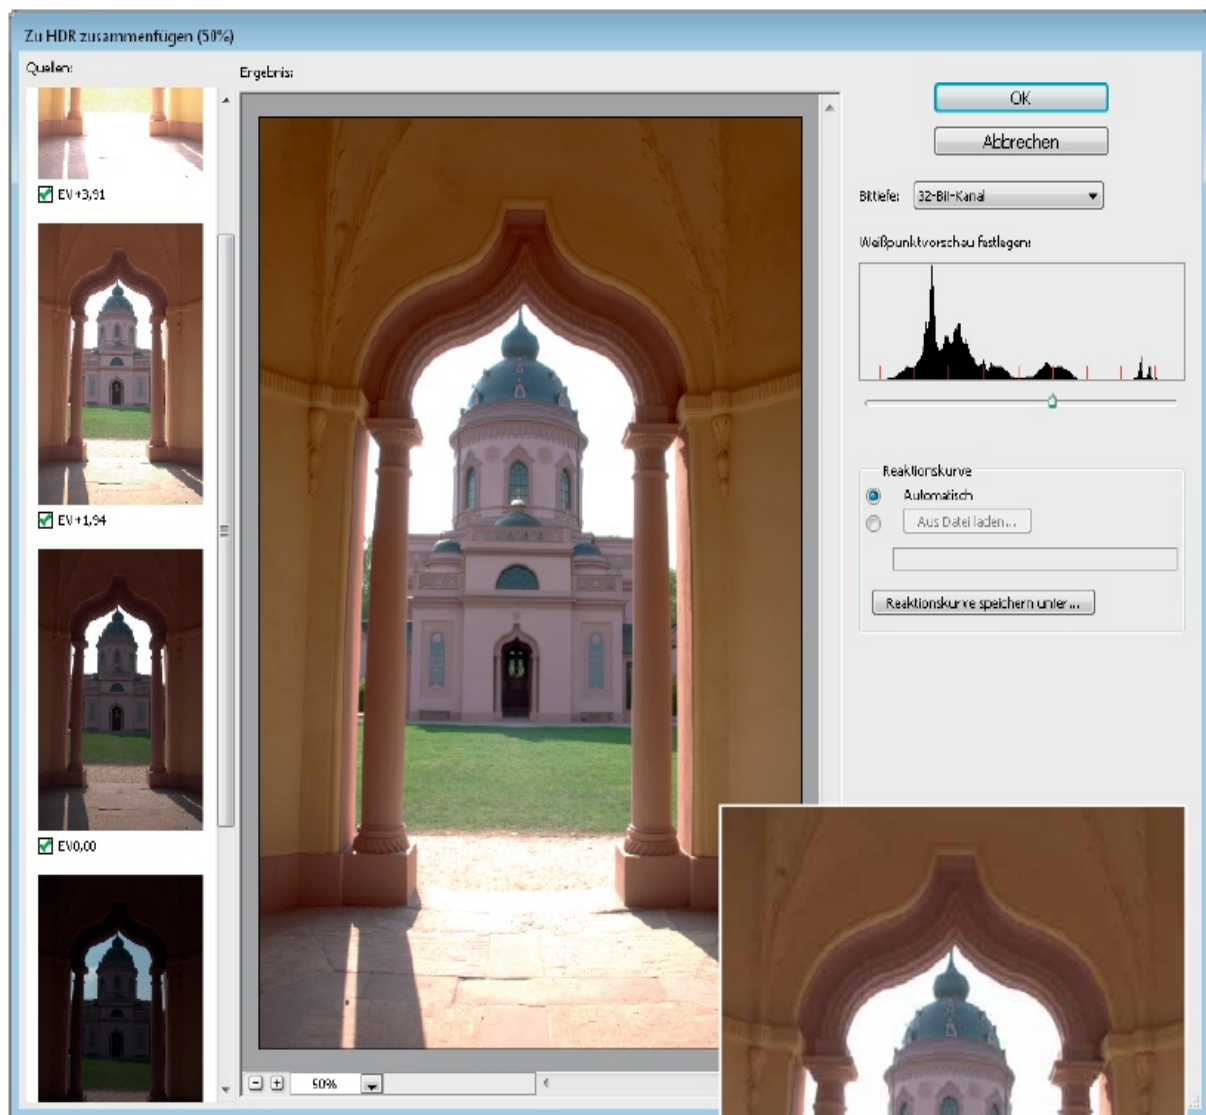 Zu HDR zusammenfügen (50%)
Quellen:
EV+3,91
EV+1,94
EV0,00
Ergebnis:
50%
OK
Abbrechen
Bittiefe: 32-Bit-Kanal
Weißpunktvorschau festlegen:
Reaktionskurve
Automatisch
Aus Datei laden...
Reaktionskurve speichern unter...